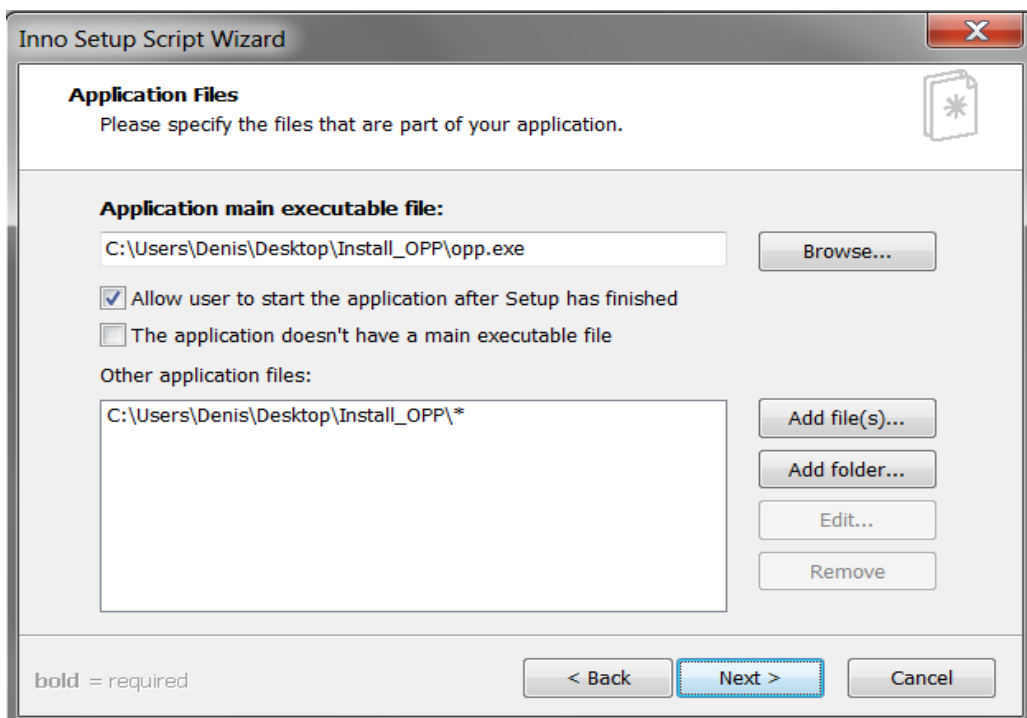 Inno Setup Script Wizard
Application Files
Please specify the files that are part of your application.
Application main executable file:
C:\Users\Denis\Desktop\Install_OPP\opp.exe
Browse...
Allow user to start the application after Setup has finished
The application doesn't have a main executable file
Other application files:
C:\Users\Denis\Desktop\Install_OPP\*
Add file(s)...
Add folder...
Edit...
Remove
bold = required
< Back
Next >
Cancel